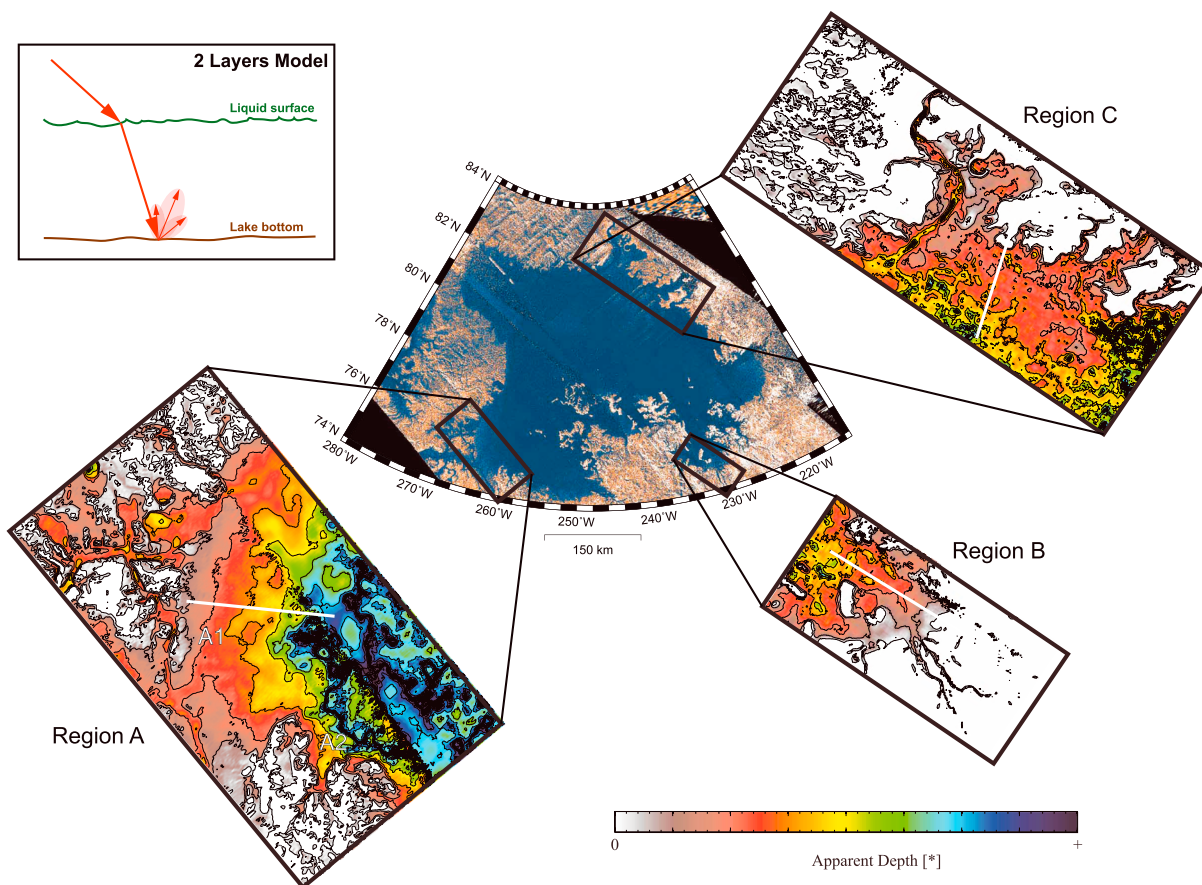 2 Layers Model
Liquid surface
Lake bottom
Region C
84˚N
82˚N
80˚N
78˚N
76˚N
74˚N
280˚W
270˚W
260˚W
250˚W
240˚W
230˚W
220˚W
150 km
Region B
A1
A2
Region A
0
+
Apparent Depth [*]